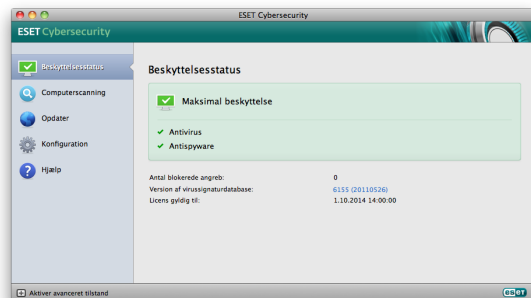 ESET Cybersecurity
ESET Cybersecurity
Beskyttelsesstatus
Computerscanning
Opdater
Konfiguration
Hjælp
Beskyttelsesstatus
Maksimal beskyttelse
Antivirus
Antispyware
Antal blokerede angreb: 0
Version af virussignaturdatabase: 6155 (20110526)
Licens gyldig til: 1.10.2014 14:00:00
Aktiver avanceret tilstand
eset